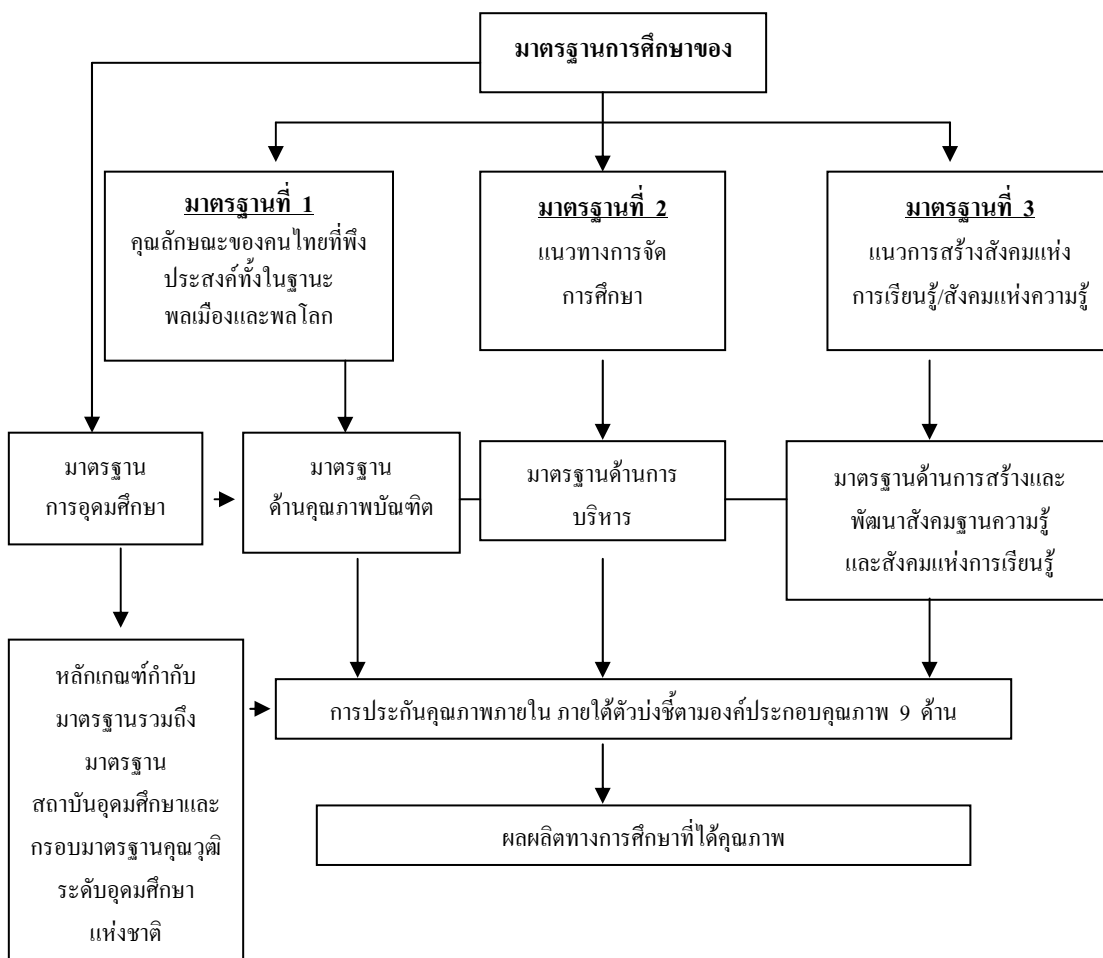 มาตรฐานการศึกษาของ
มาตรฐานที่ 1
คุณลักษณะของคนไทยที่พึง
ประสงค์ทั้งในฐานะ
พลเมืองและพลโลก
มาตรฐานที่ 2
แนวทางการจัด
การศึกษา
มาตรฐานที่ 3
แนวการสร้างสังคมแห่ง
การเรียนรู้/สังคมแห่งความรู้
มาตรฐาน
การอุดมศึกษา
มาตรฐาน
ด้านคุณภาพบัณฑิต
มาตรฐานด้านการ
บริหาร
มาตรฐานด้านการสร้างและ
พัฒนาสังคมฐานความรู้
และสังคมแห่งการเรียนรู้
หลักเกณฑ์กำกับ
มาตรฐานรวมถึง
มาตรฐาน
สถาบันอุดมศึกษาและ
กรอบมาตรฐานคุณวุฒิ
ระดับอุดมศึกษา
แห่งชาติ
การประกันคุณภาพภายใน ภายใต้ตัวบ่งชี้ตามองค์ประกอบคุณภาพ 9 ด้าน
ผลผลิตทางการศึกษาที่ได้คุณภาพ